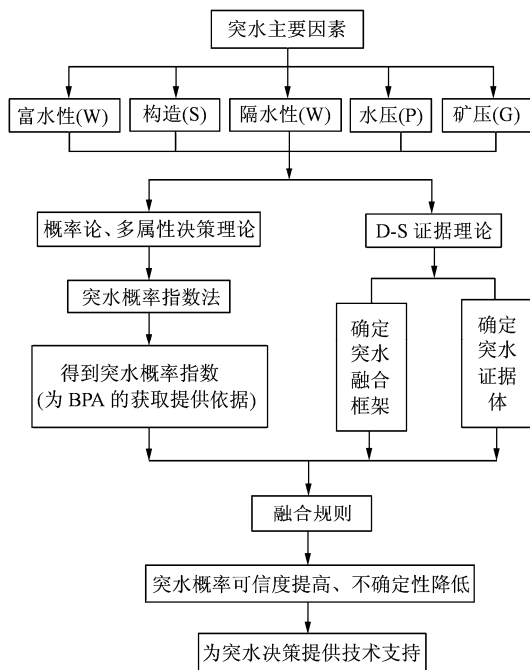 突水主要因素
富水性(W)
构造(S)
隔水性(W)
水压(P)
矿压(G)
概率论、多属性决策理论
D-S 证据理论
突水概率指数法
得到突水概率指数
(为 BPA 的获取提供依据)
确定
突水
融合
框架
确定
突水
证据
体
融合规则
突水概率可信度提高、不确定性降低
为突水决策提供技术支持